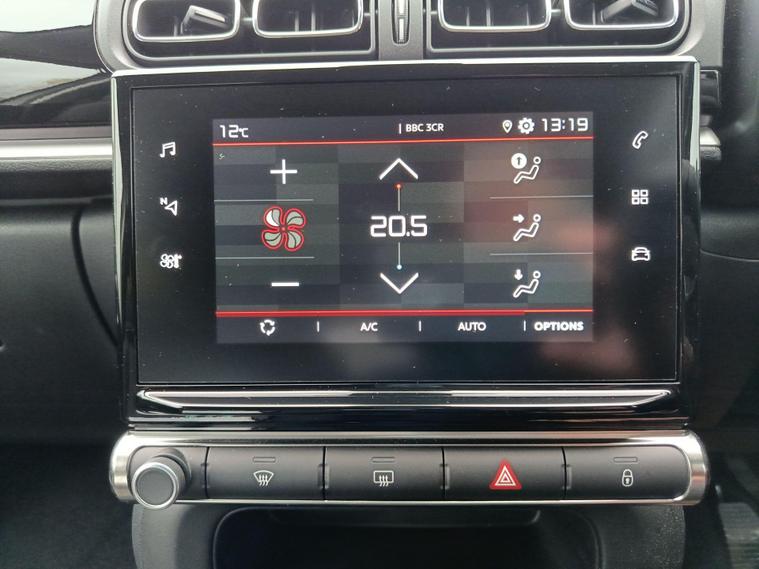 12°C | BBC 3CR 13:19
N
20.5
A/C | AUTO | OPTIONS